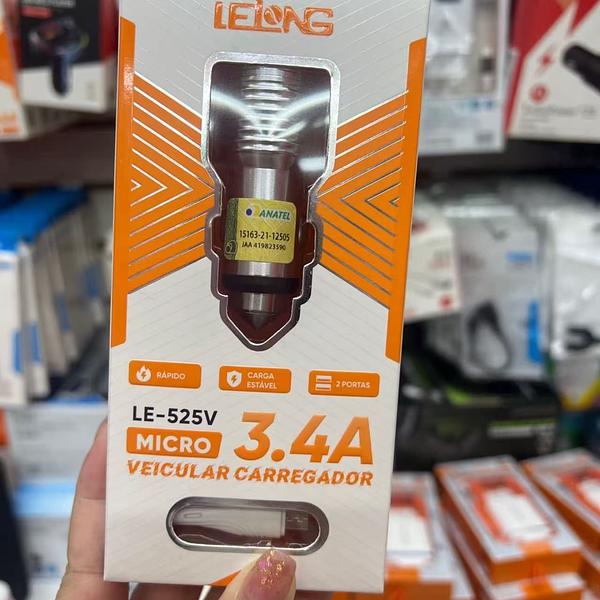 LELONG
ANATEL
15163-21-12505
JAA 419823590
RÁPIDO
CARGA
ESTÁVEL
2 PORTAS
LE-525V
MICRO
3.4A
VEICULAR CARREGADOR